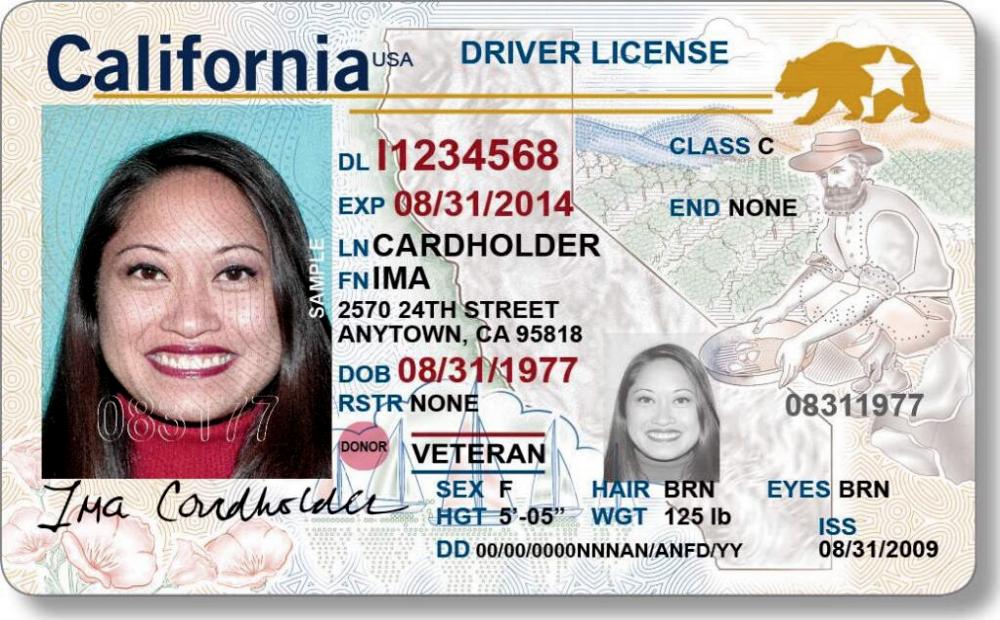 California USA DRIVER LICENSE
DL I1234568
CLASS C
EXP 08/31/2014
END NONE
LN CARDHOLDER
FN IMA
2570 24TH STREET
ANYTOWN, CA 95818
DOB 08/31/1977
RSTR NONE
08311977
SAMPLE
083177
DONOR
VETERAN
Ima Cardholder
SEX F HAIR BRN EYES BRN
HGT 5'-05" WGT 125 lb
ISS
DD 00/00/0000NNNAN/ANFD/YY 08/31/2009